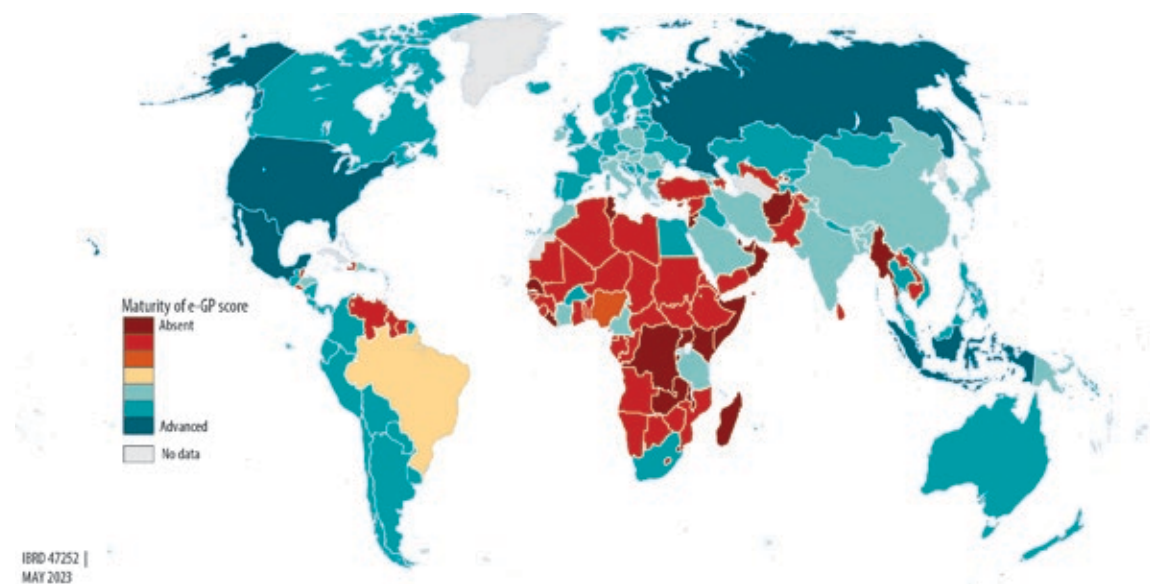 Maturity of e-GP score
Absent
Advanced
No data
IBRD 47252 |
MAY 2023